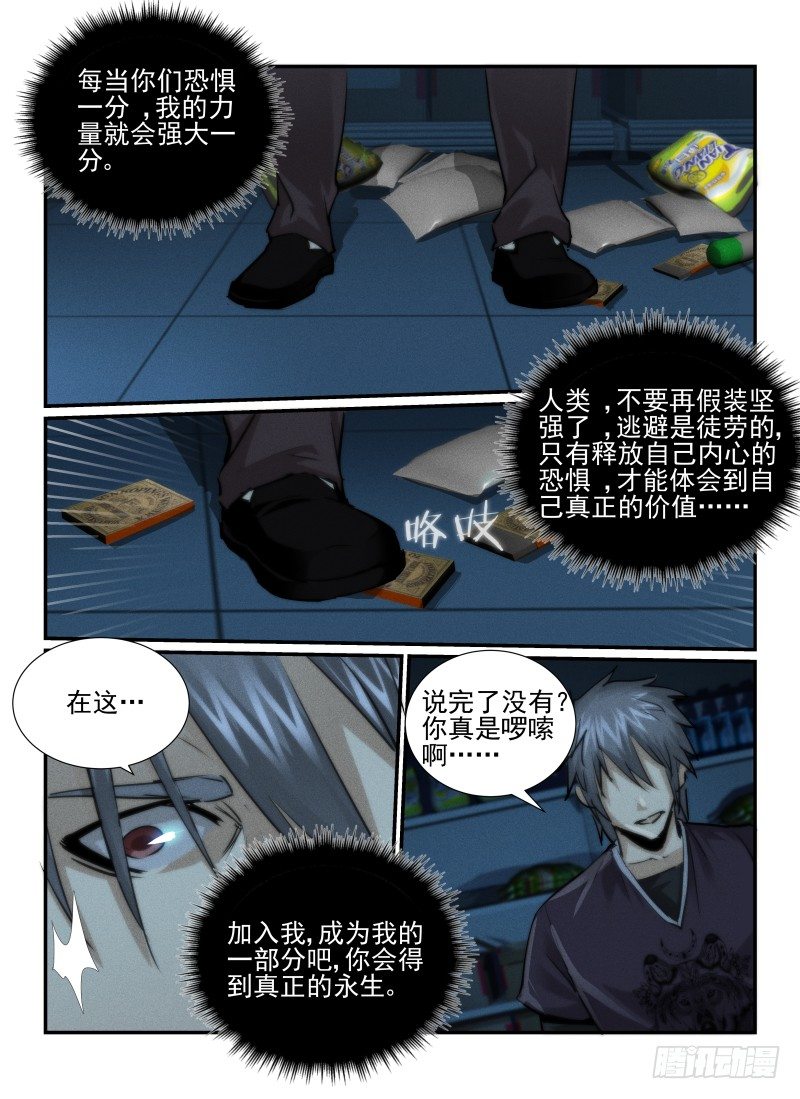 每当你们恐惧
一分，我的力
量就会强大一
分。
人类，不要再假装坚
强了，逃避是徒劳的，
只有释放自己内心的
恐惧，才能体会到自
己真正的价值……
咯吱
在这…
说完了没有？
你真是啰嗦
啊……
加入我，成为我的
一部分吧，你会得
到真正的永生。
腾讯动漫